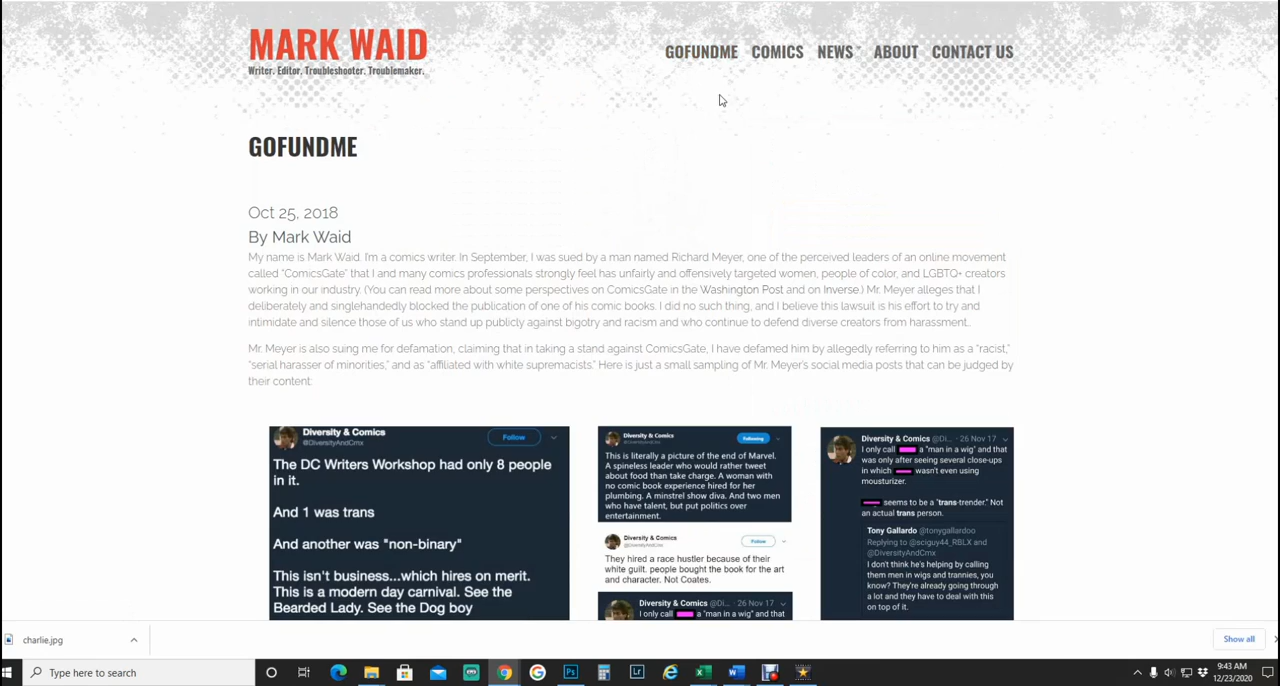 MARK WAID
Writer. Editor. Troubleshooter. Troublemaker.
GOFUNDME COMICS NEWS ABOUT CONTACT US
GOFUNDME
Oct 25, 2018
By Mark Waid
My name is Mark Waid. I'm a comics writer. In September, I was sued by a man named Richard Meyer, one of the perceived leaders of an online movement
called "ComicsGate" that I and many comics professionals strongly feel has unfairly and offensively targeted women, people of color, and LGBTQ+ creators
working in our industry. (You can read more about some perspectives on ComicsGate in the Washington Post and on Inverse.) Mr. Meyer alleges that I
deliberately and singlehandedly blocked the publication of one of his comic books. I did no such thing, and I believe this lawsuit is his effort to try and
intimidate and silence those of us who stand up publicly against bigotry and racism and who continue to defend diverse creators from harassment.
Mr. Meyer is also suing me for defamation, claiming that in taking a stand against ComicsGate, I have defamed him by allegedly referring to him as a "racist,"
"serial harasser of minorities," and as "affiliated with white supremacists." Here is just a small sampling of Mr. Meyer's social media posts that can be judged by
their content:
Diversity & Comics
@DiversityAndCmx
Follow
The DC Writers Workshop had only 8 people
in it.
And 1 was trans
And another was "non-binary"
This isn't business...which hires on merit.
This is a modern day carnival. See the
Bearded Lady. See the Dog boy
Diversity & Comics
@DiversityAndCmx
Following
This is literally a picture of the end of Marvel.
A spineless leader who would rather tweet
about food than take charge. A woman with
no comic book experience hired for her
plumbing. A minstrel show diva. And two men
who have talent, but put politics over
entertainment.
Diversity & Comics
@DiversityAndCmx
Follow
They hired a race hustler because of their
white guilt. people bought the book for the art
and character. Not Coates.
Diversity & Comics @Di... · 26 Nov 17
I only call a "man in a wig" and that
Diversity & Comics @Di... · 26 Nov 17
I only call a "man in a wig" and that
was only after seeing several close-ups
in which wasn't even using
mousturizer.
seems to be a "trans-trender." Not
an actual trans person.
Tony Gallardo @tonygallardoo
Replying to @sciguy44_RBLX and
@DiversityAndCmx
I don't think he's helping by calling
them men in wigs and trannies, you
know? They're already going through
a lot and they have to deal with this
on top of it.
charlie.jpg
Show all
Type here to search
Ps
Lr
9:43 AM
12/23/2020